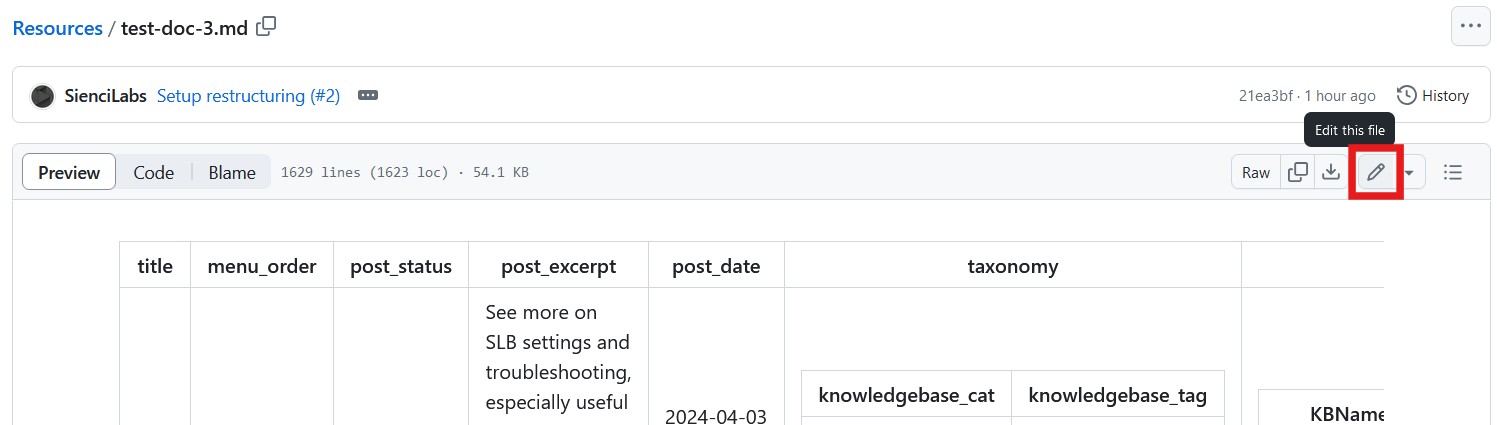 Resources / test-doc-3.md
SienciLabs Setup restructuring (#2)
21ea3bf · 1 hour ago History
Edit this file
Preview Code Blame 1629 lines (1623 loc) · 54.1 KB Raw
title menu_order post_status post_excerpt post_date taxonomy
See more on
SLB settings and
troubleshooting,
especially useful
2024-04-03
knowledgebase_cat knowledgebase_tag
KBName